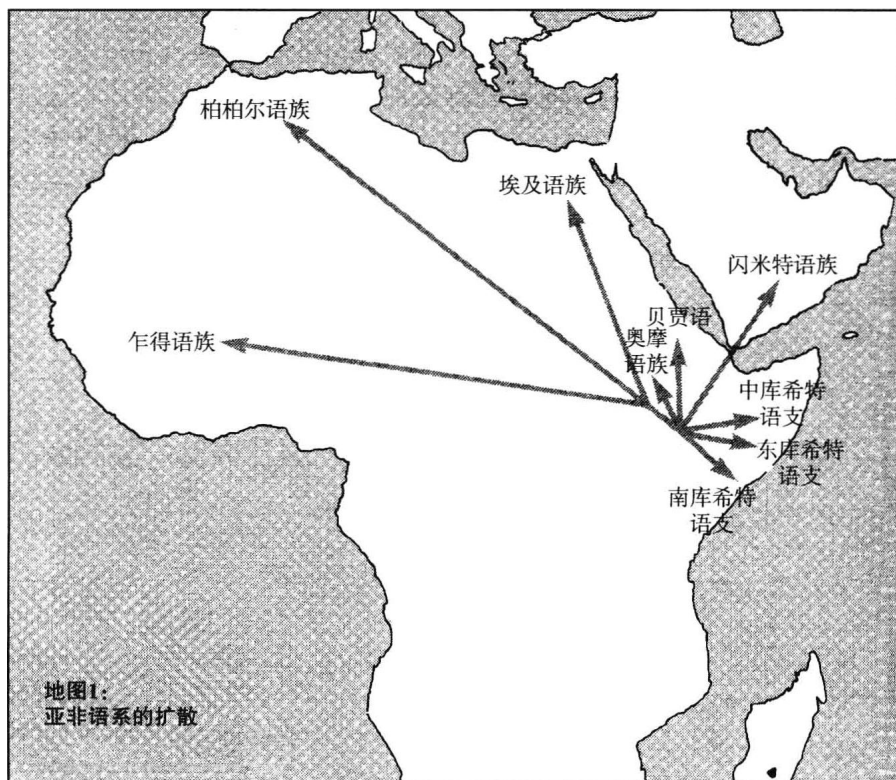 柏柏尔语族
埃及语族
闪米特语族
贝贾语
奥摩
语族
乍得语族
中库希特
语支
东库希特
语支
南库希特
语支
地图1:
亚非语系的扩散